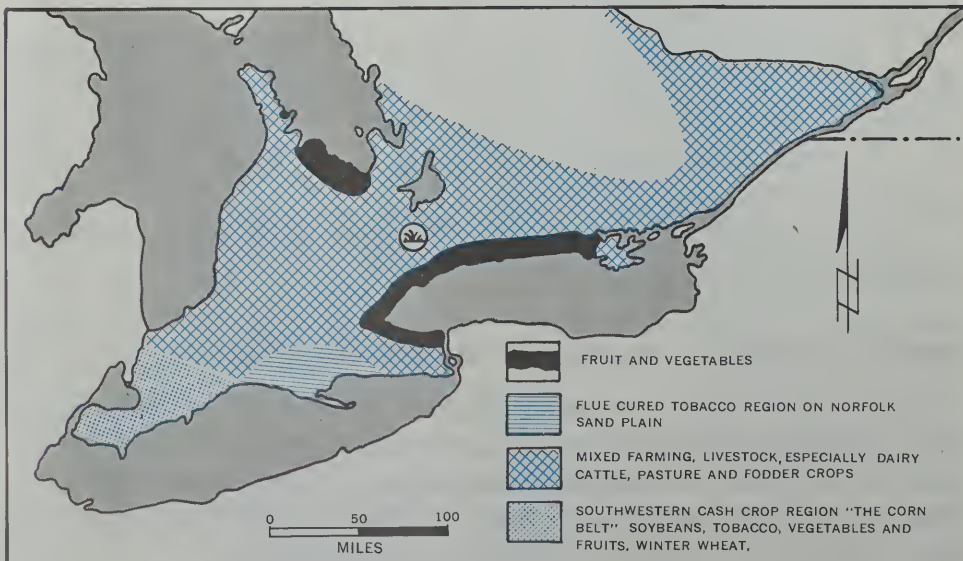 FRUIT AND VEGETABLES
FLUE CURED TOBACCO REGION ON NORFOLK
SAND PLAIN
MIXED FARMING, LIVESTOCK, ESPECIALLY DAIRY
CATTLE, PASTURE AND FODDER CROPS
SOUTHWESTERN CASH CROP REGION "THE CORN
BELT" SOYBEANS, TOBACCO, VEGETABLES AND
FRUITS, WINTER WHEAT,
0 50 100
MILES